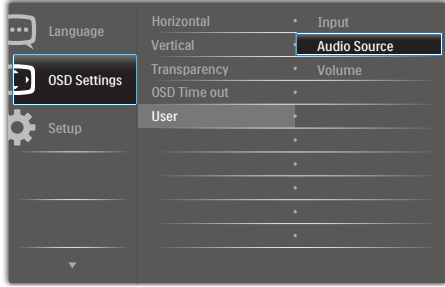 Language
OSD Settings
Setup
Horizontal
Vertical
Transparency
OSD Time out
User
Input
Audio Source
Volume